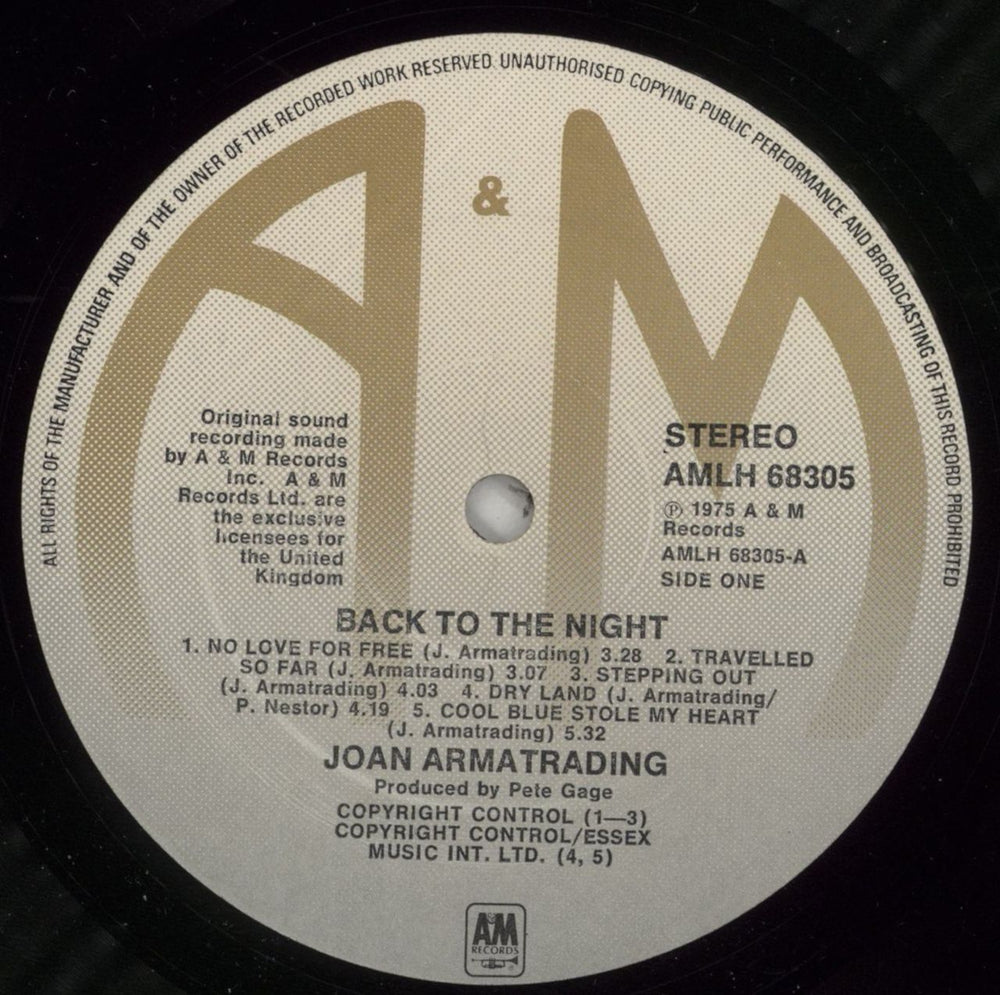 ALL RIGHTS OF THE MANUFACTURER AND OF THE OWNER OF THE RECORDED WORK RESERVED. UNAUTHORISED COPYING PUBLIC PERFORMANCE AND BROADCASTING OF THIS RECORD PROHIBITED
A & M
Original sound
recording made
by A & M Records
Inc. A & M
Records Ltd. are
the exclusive
licensees for
the United
Kingdom
STEREO
AMLH 68305
Ⓟ 1975 A & M
Records
AMLH 68305-A
SIDE ONE
BACK TO THE NIGHT
1. NO LOVE FOR FREE (J. Armatrading) 3.28 2. TRAVELLED
SO FAR (J. Armatrading) 3.07 3. STEPPING OUT
(J. Armatrading) 4.03 4. DRY LAND (J. Armatrading/
P. Nestor) 4.19 5. COOL BLUE STOLE MY HEART
(J. Armatrading) 5.32
JOAN ARMATRADING
Produced by Pete Gage
COPYRIGHT CONTROL (1—3)
COPYRIGHT CONTROL/ESSEX
MUSIC INT. LTD. (4, 5)
A&M
RECORDS
®